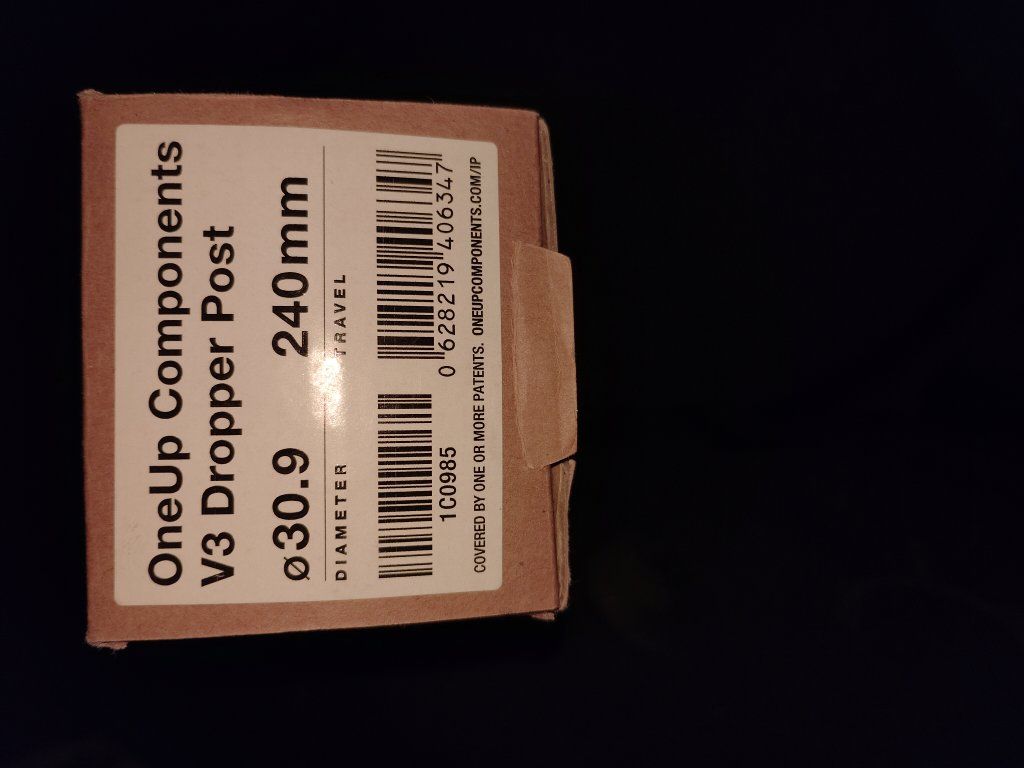 OneUp Components
V3 Dropper Post
ø30.9 240mm
DIAMETER TRAVEL
1C0985
0 628219 406347
COVERED BY ONE OR MORE PATENTS. ONEUPCOMPONENTS.COM/IP